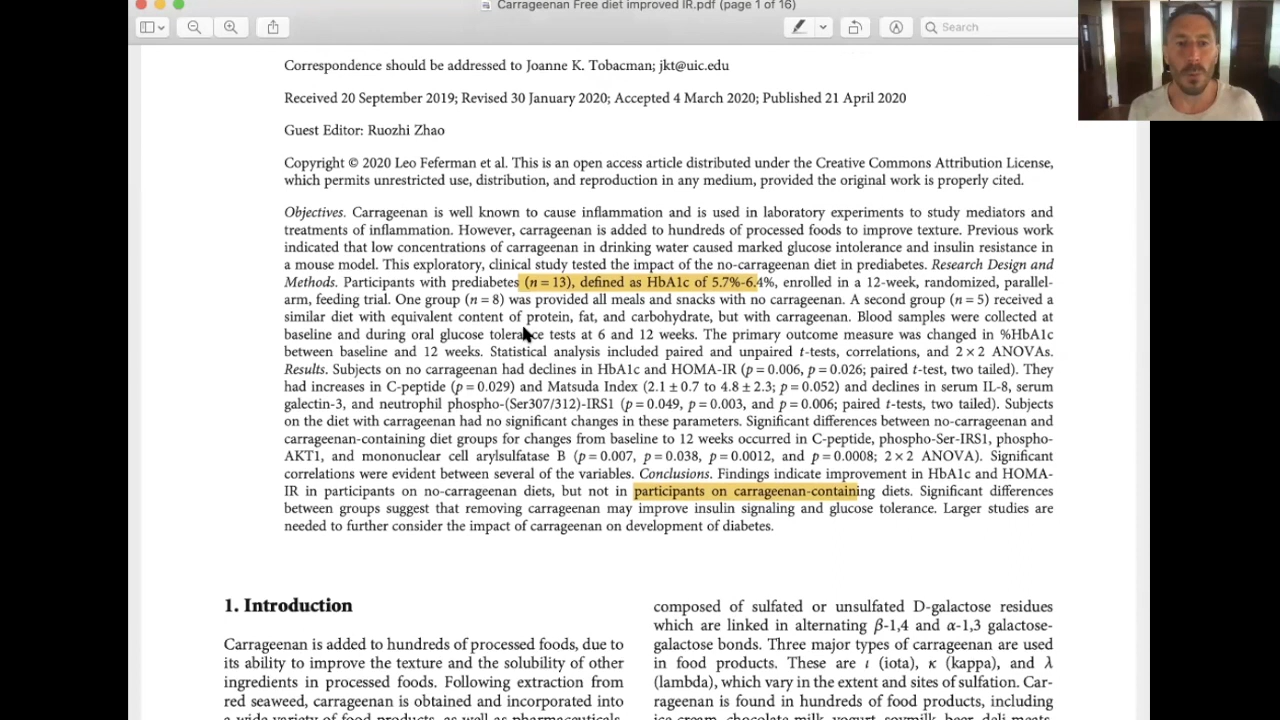 Carrageenan Free diet improved IR.pdf (page 1 of 16)
Search
Correspondence should be addressed to Joanne K. Tobacman; jkt@uic.edu
Received 20 September 2019; Revised 30 January 2020; Accepted 4 March 2020; Published 21 April 2020
Guest Editor: Ruozhi Zhao
Copyright © 2020 Leo Feferman et al. This is an open access article distributed under the Creative Commons Attribution License,
which permits unrestricted use, distribution, and reproduction in any medium, provided the original work is properly cited.
Objectives. Carrageenan is well known to cause inflammation and is used in laboratory experiments to study mediators and
treatments of inflammation. However, carrageenan is added to hundreds of processed foods to improve texture. Previous work
indicated that low concentrations of carrageenan in drinking water caused marked glucose intolerance and insulin resistance in
a mouse model. This exploratory, clinical study tested the impact of the no-carrageenan diet in prediabetes. Research Design and
Methods. Participants with prediabetes (n = 13), defined as HbA1c of 5.7%-6.4%, enrolled in a 12-week, randomized, parallel-
arm, feeding trial. One group (n = 8) was provided all meals and snacks with no carrageenan. A second group (n = 5) received a
similar diet with equivalent content of protein, fat, and carbohydrate, but with carrageenan. Blood samples were collected at
baseline and during oral glucose tolerance tests at 6 and 12 weeks. The primary outcome measure was changed in %HbA1c
between baseline and 12 weeks. Statistical analysis included paired and unpaired t-tests, correlations, and 2 × 2 ANOVAs.
Results. Subjects on no carrageenan had declines in HbA1c and HOMA-IR (p = 0.006, p = 0.026; paired t-test, two tailed). They
had increases in C-peptide (p = 0.029) and Matsuda Index (2.1 ± 0.7 to 4.8 ± 2.3; p = 0.052) and declines in serum IL-8, serum
galectin-3, and neutrophil phospho-(Ser307/312)-IRS1 (p = 0.049, p = 0.003, and p = 0.006; paired t-tests, two tailed). Subjects
on the diet with carrageenan had no significant changes in these parameters. Significant differences between no-carrageenan and
carrageenan-containing diet groups for changes from baseline to 12 weeks occurred in C-peptide, phospho-Ser-IRS1, phospho-
AKT1, and mononuclear cell arylsulfatase B (p = 0.007, p = 0.038, p = 0.0012, and p = 0.0008; 2 × 2 ANOVA). Significant
correlations were evident between several of the variables. Conclusions. Findings indicate improvement in HbA1c and HOMA-
IR in participants on no-carrageenan diets, but not in participants on carrageenan-containing diets. Significant differences
between groups suggest that removing carrageenan may improve insulin signaling and glucose tolerance. Larger studies are
needed to further consider the impact of carrageenan on development of diabetes.
1. Introduction
Carrageenan is added to hundreds of processed foods, due to
its ability to improve the texture and the solubility of other
ingredients in processed foods. Following extraction from
red seaweed, carrageenan is obtained and incorporated into
a wide variety of food products, as well as pharmaceuticals,
composed of sulfated or unsulfated D-galactose residues
which are linked in alternating β-1,4 and α-1,3 galactose-
galactose bonds. Three major types of carrageenan are used
in food products. These are ι (iota), κ (kappa), and λ
(lambda), which vary in the extent and sites of sulfation. Car-
rageenan is found in hundreds of food products, including
ice cream, chocolate milk, yogurt, soymilk, beer, deli meats,